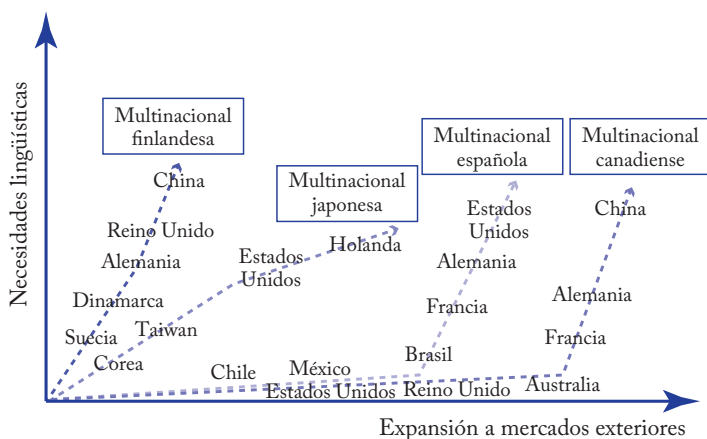 Necesidades lingüísticas
Multinacional
finlandesa
Multinacional
japonesa
Multinacional
española
Multinacional
canadiense
China
Reino Unido
Alemania
Dinamarca
Suecia
Corea
Taiwan
Estados
Unidos
Holanda
Estados
Unidos
Alemania
Francia
Brasil
China
Alemania
Francia
Australia
Chile
México
Estados Unidos
Reino Unido
Expansión a mercados exteriores